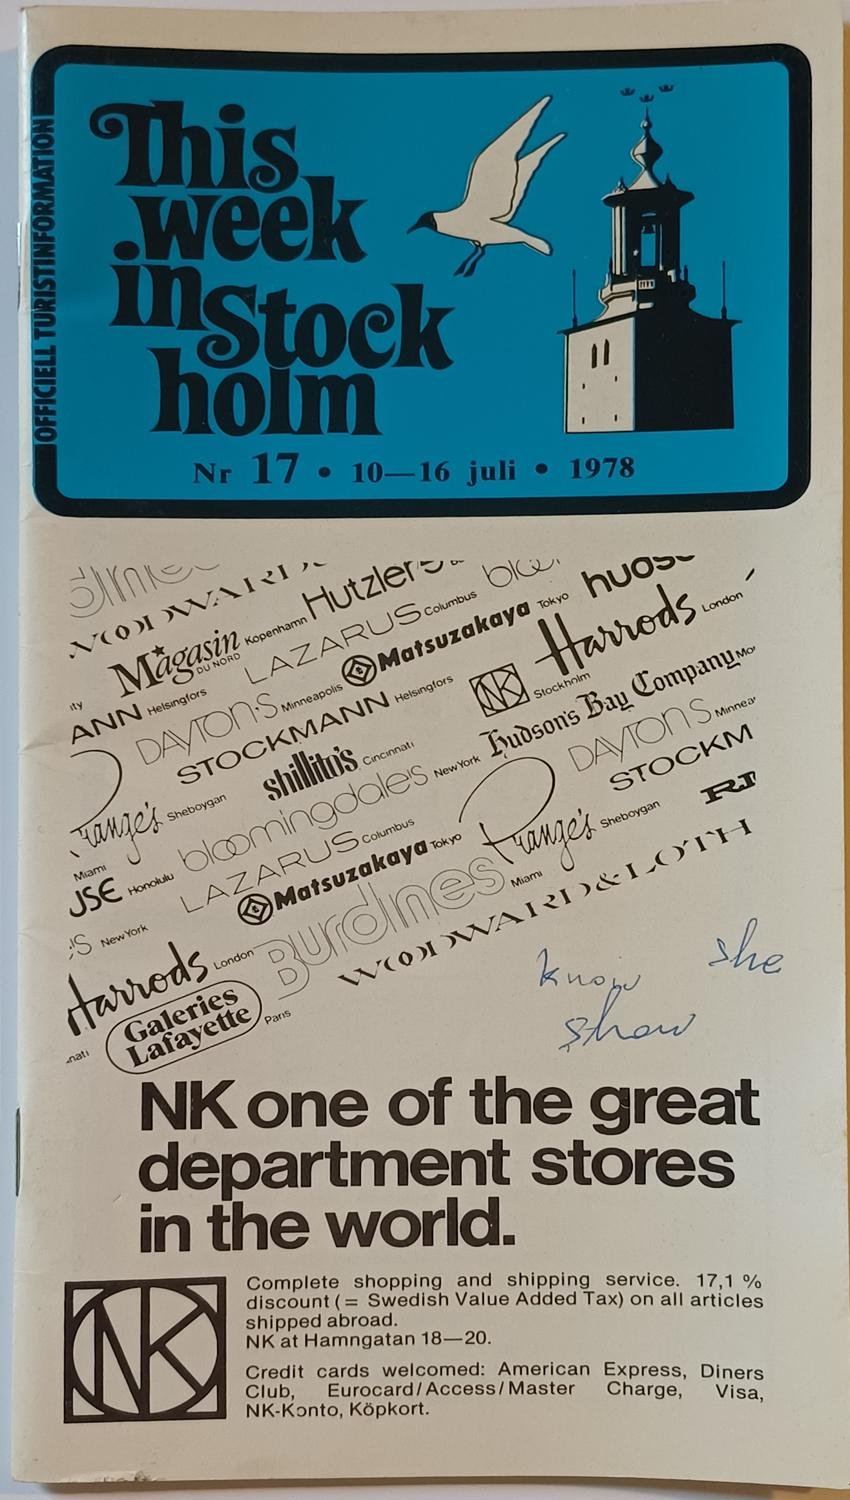 OFFICIELL TURISTINFORMATION
This
week
in Stock
holm
Nr 17 • 10—16 juli • 1978
WOODWARD &
Magasin DU NORD Kopenhamn Hutzler's
LAZARUS Columbus
ANN Helsingfors DAYTON'S Minneapolis Matsuzakaya Tokyo
STOCKMANN Helsingfors NK Stockholm Harrods London
shillito's Cincinnati Hudson's Bay Company
Prange's Sheboygan bloomingdale's New York DAYTON'S
Miami LAZARUS Columbus STOCKM
USE Honolulu Matsuzakaya Tokyo Prange's Sheboygan
New York Burdines Miami WOODWARD & LOTH
Harrods London
Galeries
Lafayette Paris
know she
show
NK one of the great
department stores
in the world.
NK
Complete shopping and shipping service. 17,1 %
discount (= Swedish Value Added Tax) on all articles
shipped abroad.
NK at Hamngatan 18—20.
Credit cards welcomed: American Express, Diners
Club, Eurocard/Access/Master Charge, Visa,
NK-Konto, Köpkort.